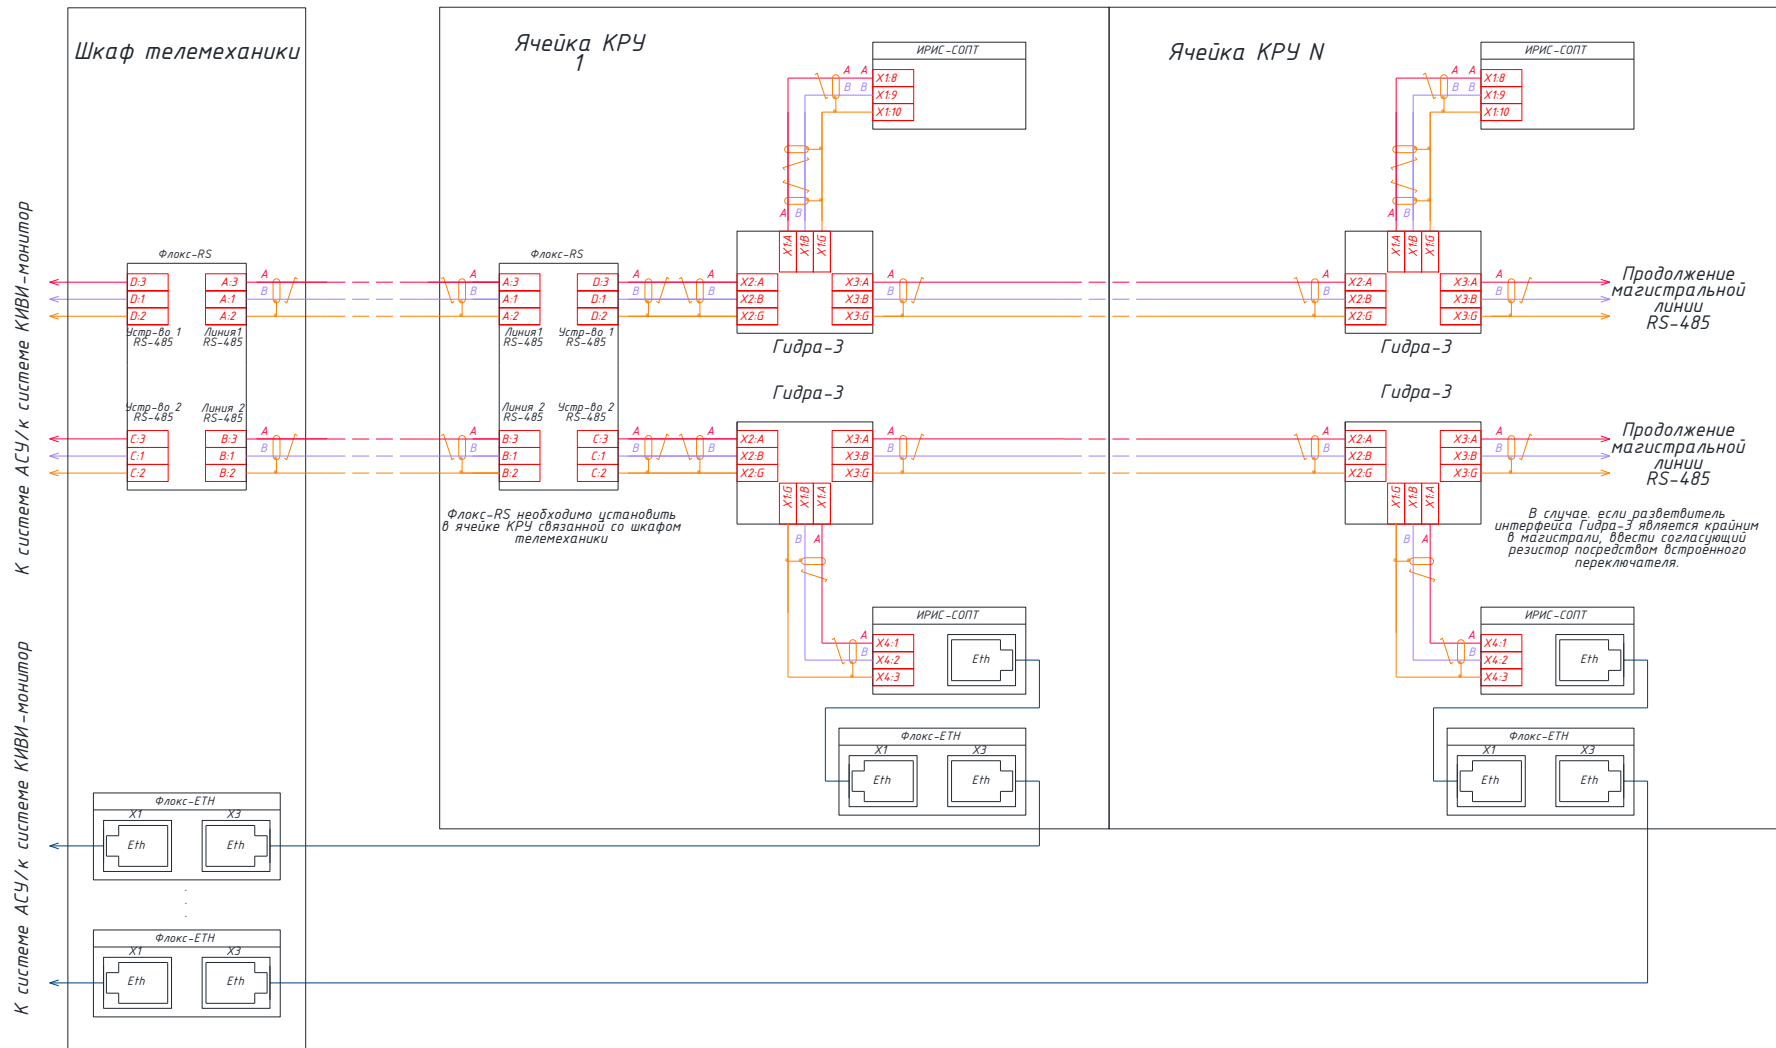 Шкаф телемеханики
Ячейка КРУ
1
Ячейка КРУ N
К системе АСУ/к системе КИВИ-монитор
К системе АСУ/к системе КИВИ-монитор
ИРИС-СОПТ
A A
B B
X1:8
X1:9
X1:10
A
B
X1:A
X1:B
X1:G
ИРИС-СОПТ
A A
B B
X1:8
X1:9
X1:10
A
B
X1:A
X1:B
X1:G
Флокс-RS
D:3
D:1
D:2
A:3
A:1
A:2
A
B
Устр-во 1
RS-485
Линия1
RS-485
Устр-во 2
RS-485
Линия 2
RS-485
C:3
C:1
C:2
B:3
B:1
B:2
A
B
Флокс-RS
A
B
A:3
A:1
A:2
D:3
D:1
D:2
A
B
A
B
Линия1
RS-485
Устр-во 1
RS-485
Линия 2
RS-485
Устр-во 2
RS-485
A
B
B:3
B:1
B:2
C:3
C:1
C:2
A
B
A
B
Флокс-RS необходимо установить
в ячейке КРУ связанной со шкафом
телемеханики
X2:A
X2:B
X2:G
X3:A
X3:B
X3:G
A
B
Гидра-3
Гидра-3
X2:A
X2:B
X2:G
X3:A
X3:B
X3:G
A
B
X1:G
X1:B
X1:A
B
A
A
B
X2:A
X2:B
X2:G
X3:A
X3:B
X3:G
A
B
Гидра-3
Гидра-3
A
B
X2:A
X2:B
X2:G
X3:A
X3:B
X3:G
A
B
X1:G
X1:B
X1:A
B
A
Продолжение
магистральной
линии
RS-485
Продолжение
магистральной
линии
RS-485
В случае. если разветвитель
интерфейса Гидра-3 является крайним
в магистрали, ввести согласующий
резистор посредством встроенного
переключателя.
ИРИС-СОПТ
A
B
X4:1
X4:2
X4:3
Eth
Флокс-ETH
X1
X3
Eth
Eth
ИРИС-СОПТ
A
B
X4:1
X4:2
X4:3
Eth
Флокс-ETH
X1
X3
Eth
Eth
Флокс-ETH
X1
X3
Eth
Eth
.
.
.
Флокс-ETH
X1
X3
Eth
Eth